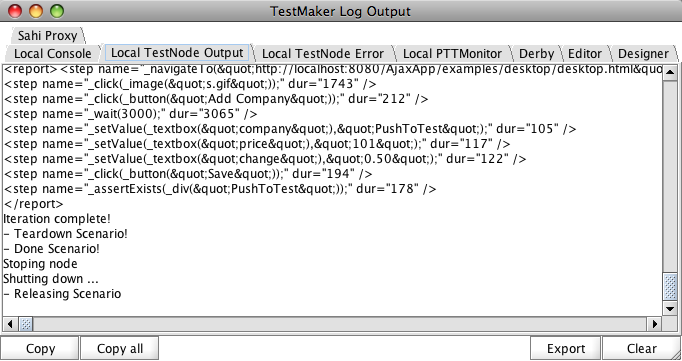 TestMaker Log Output
Sahi Proxy
Local Console Local TestNode Output Local TestNode Error Local PTTMonitor Derby Editor Designer
<report><step name="_navigateTo(&quot;http://localhost:8080/AjaxApp/examples/desktop/desktop.html&quo
<step name="_click(_image(&quot;s.gif&quot;));" dur="1743" />
<step name="_click(_button(&quot;Add Company&quot;));" dur="212" />
<step name="_wait(3000);" dur="3065" />
<step name="_setValue(_textbox(&quot;company&quot;),&quot;PushToTest&quot;);" dur="105" />
<step name="_setValue(_textbox(&quot;price&quot;),&quot;101&quot;);" dur="117" />
<step name="_setValue(_textbox(&quot;change&quot;),&quot;0.50&quot;);" dur="122" />
<step name="_click(_button(&quot;Save&quot;));" dur="194" />
<step name="_assertExists(_div(&quot;PushToTest&quot;));" dur="178" />
</report>
Iteration complete!
- Teardown Scenario!
- Done Scenario!
Stoping node
Shutting down ...
- Releasing Scenario
Copy Copy all Export Clear